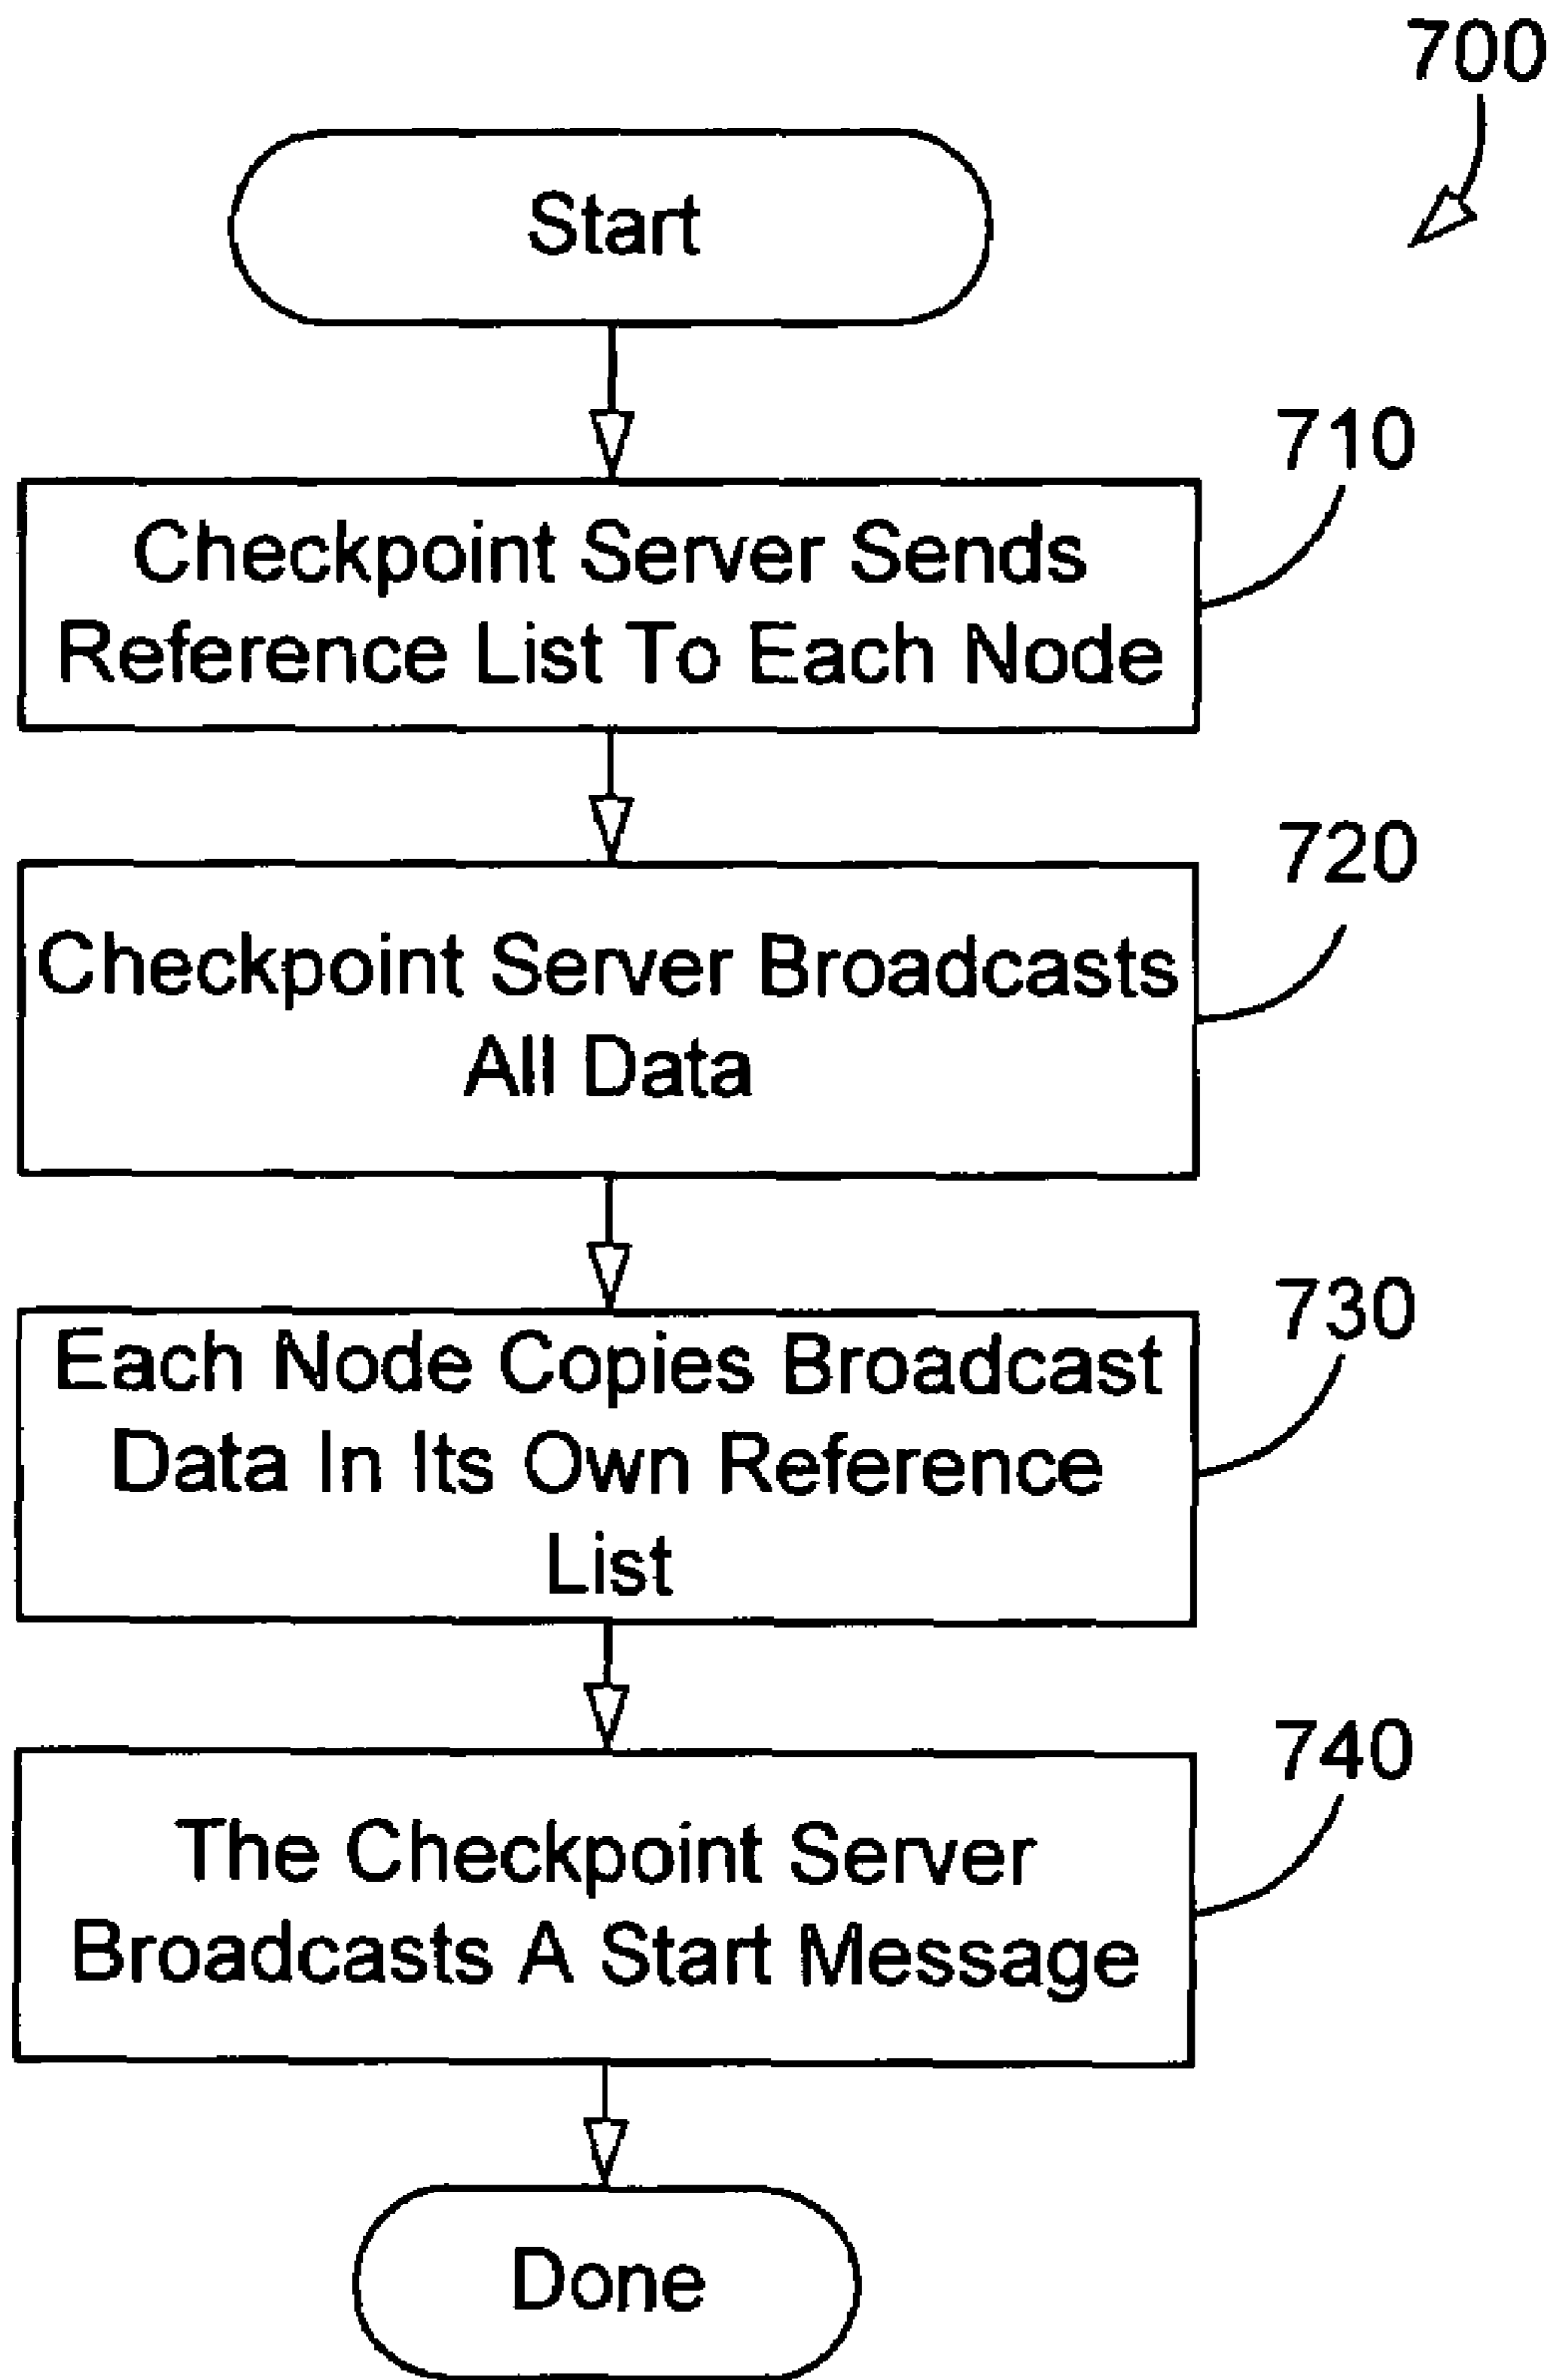 700
Start
710
Checkpoint Server Sends
Reference List To Each Node
720
Checkpoint Server Broadcasts
All Data
730
Each Node Copies Broadcast
Data In Its Own Reference
List
740
The Checkpoint Server
Broadcasts A Start Message
Done